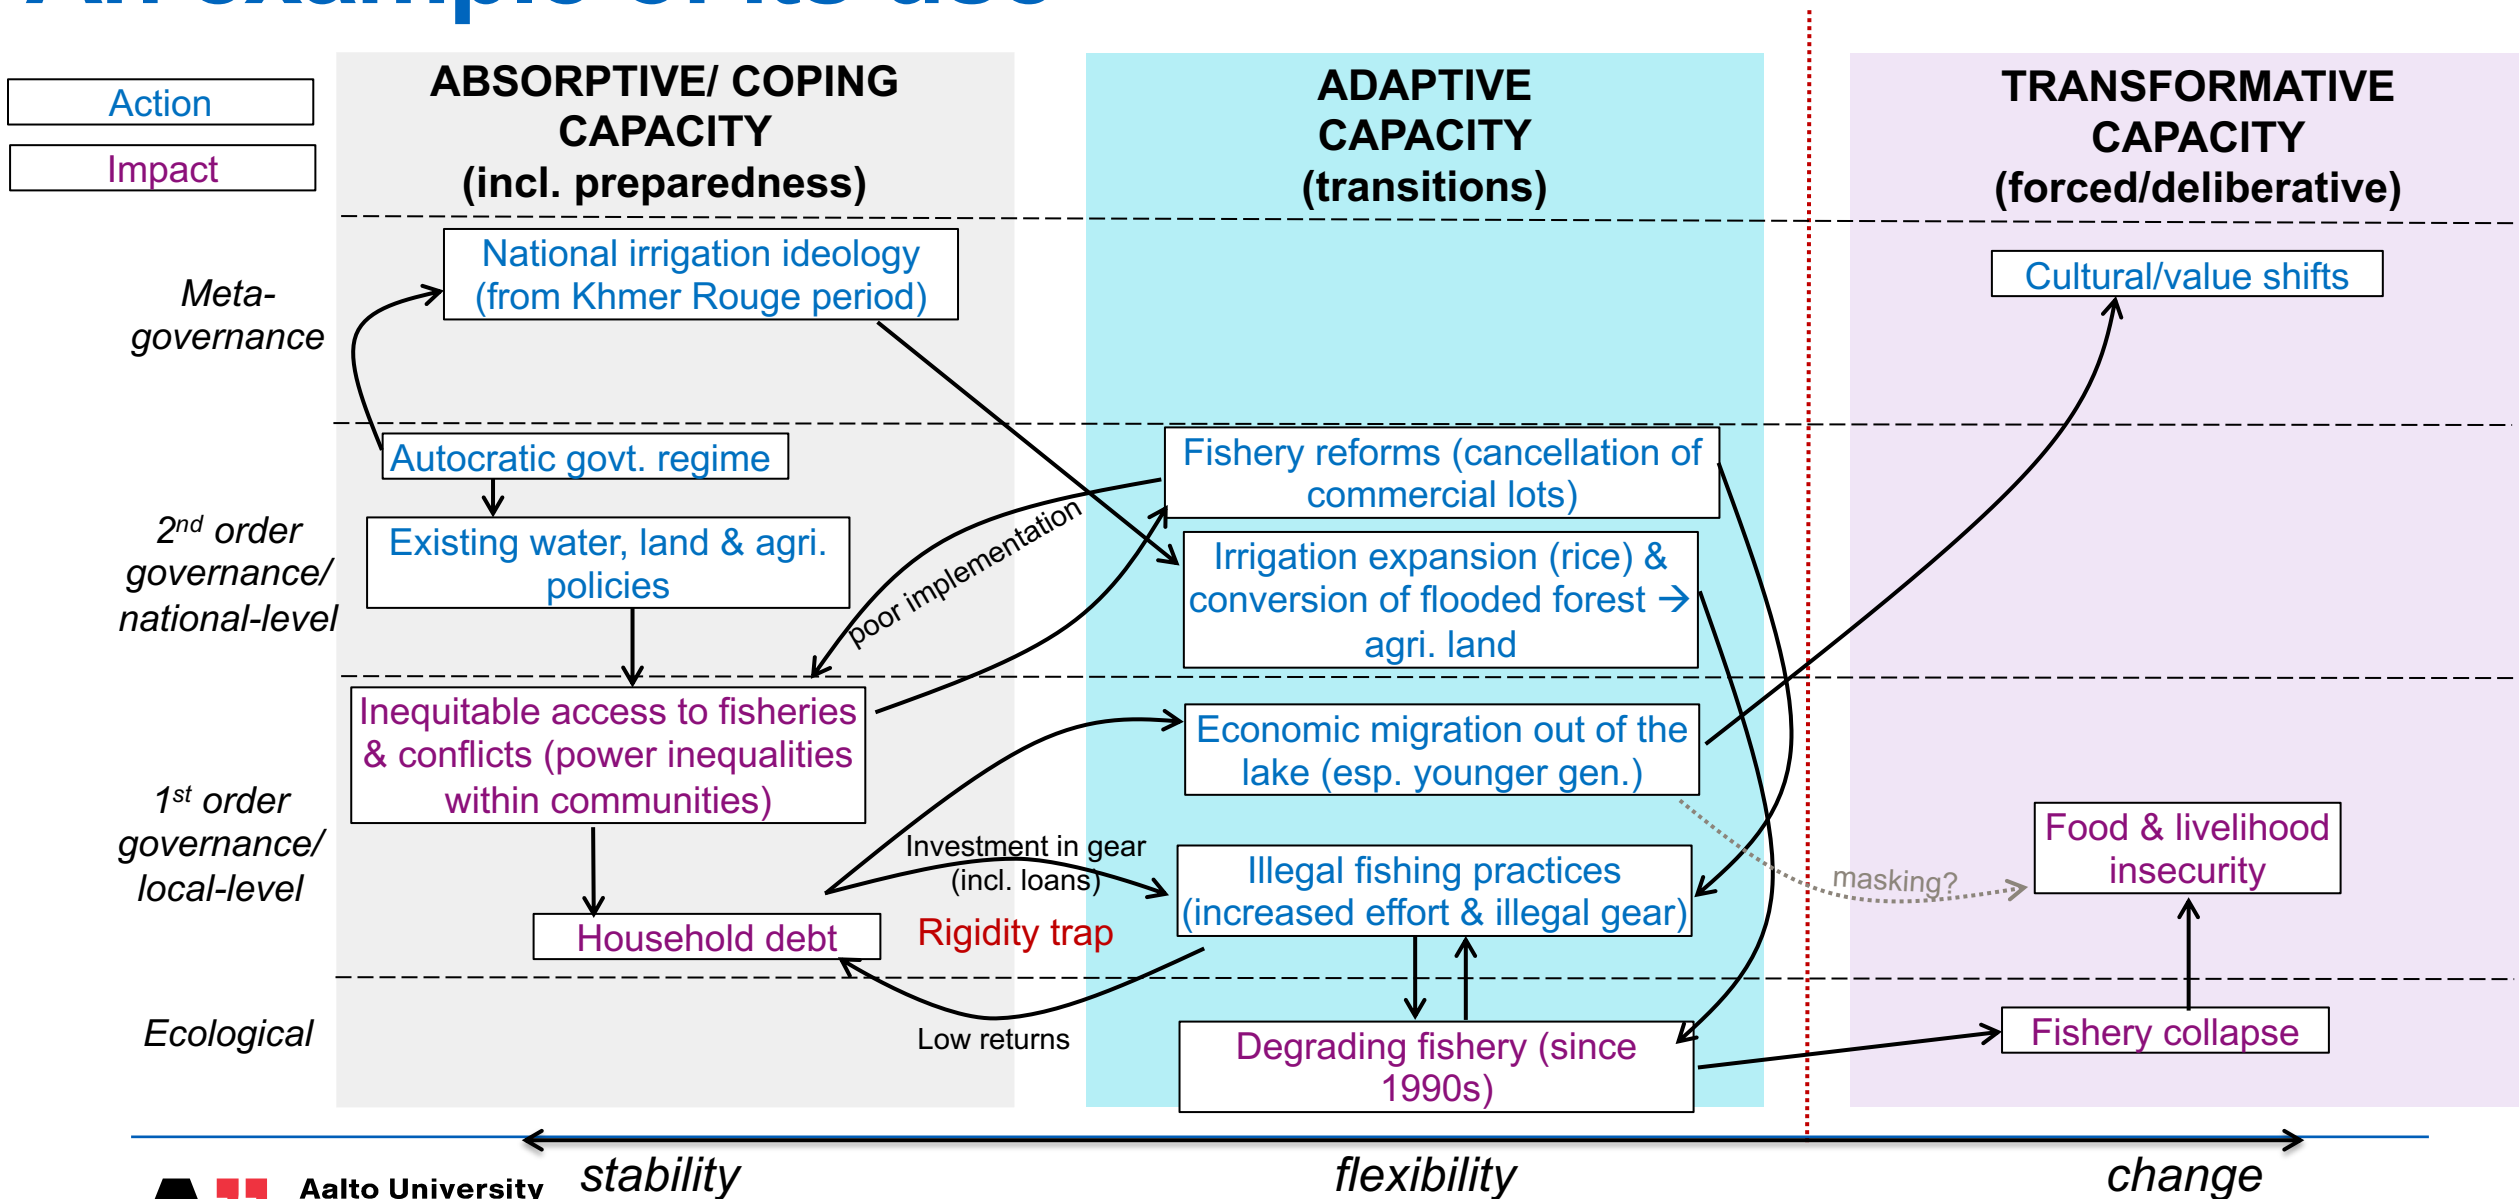 An example of its use
Action
Impact
ABSORPTIVE/ COPING
CAPACITY
(incl. preparedness)
ADAPTIVE
CAPACITY
(transitions)
TRANSFORMATIVE
CAPACITY
(forced/deliberative)
Meta-
governance
National irrigation ideology
(from Khmer Rouge period)
Cultural/value shifts
2nd order
governance/
national-level
Autocratic govt. regime
Existing water, land & agri.
policies
poor implementation
Fishery reforms (cancellation of
commercial lots)
Irrigation expansion (rice) &
conversion of flooded forest →
agri. land
1st order
governance/
local-level
Inequitable access to fisheries
& conflicts (power inequalities
within communities)
Household debt
Investment in gear
(incl. loans)
Rigidity trap
Economic migration out of the
lake (esp. younger gen.)
Illegal fishing practices
(increased effort & illegal gear)
masking?
Food & livelihood
insecurity
Ecological
Low returns
Degrading fishery (since
1990s)
Fishery collapse
stability
flexibility
change
Aalto University